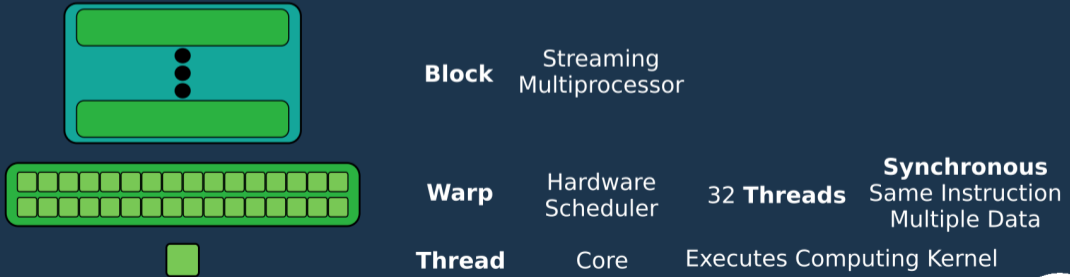 Block
Streaming
Multiprocessor
Warp
Hardware
Scheduler
32 Threads
Synchronous
Same Instruction
Multiple Data
Thread
Core
Executes Computing Kernel